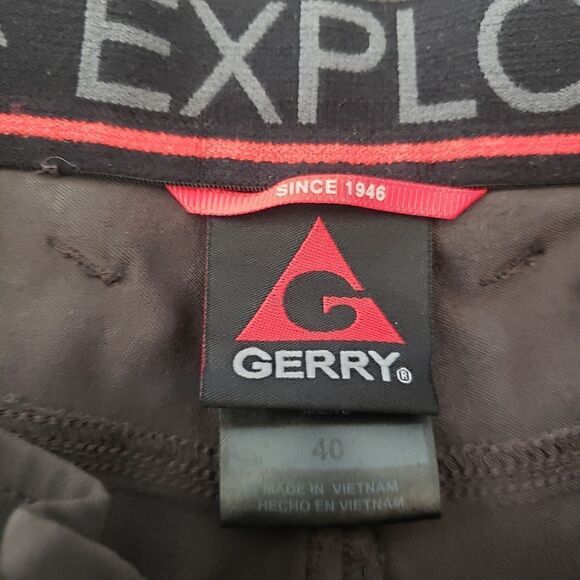 EXPLO
SINCE 1946
G
GERRY®
40
MADE IN VIETNAM
HECHO EN VIETNAM